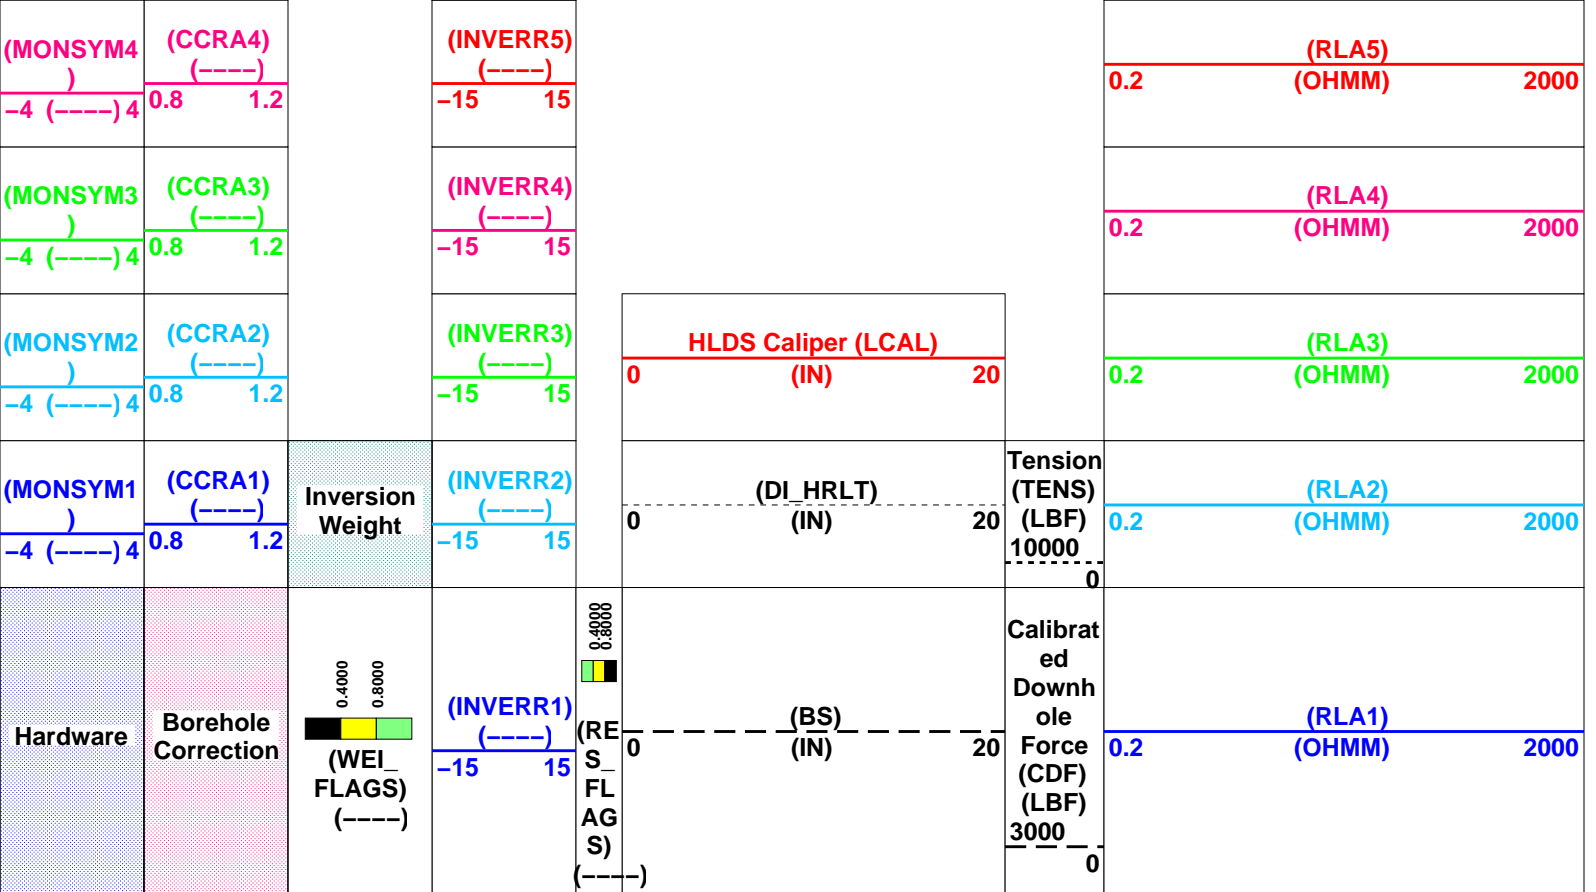 (MONSYM4
)
−4 (−−−−) 4
(CCRA4)
(−−−−)
0.8 1.2
(INVERR5)
(−−−−)
−15 15
(RLA5)
0.2 (OHMM) 2000
(MONSYM3
)
−4 (−−−−) 4
(CCRA3)
(−−−−)
0.8 1.2
(INVERR4)
(−−−−)
−15 15
(RLA4)
0.2 (OHMM) 2000
(MONSYM2
)
−4 (−−−−) 4
(CCRA2)
(−−−−)
0.8 1.2
(INVERR3)
(−−−−)
−15 15
HLDS Caliper (LCAL)
0 (IN) 20
(RLA3)
0.2 (OHMM) 2000
(MONSYM1
)
−4 (−−−−) 4
(CCRA1)
(−−−−)
0.8 1.2
Inversion
Weight
(INVERR2)
(−−−−)
−15 15
(DI_HRLT)
0 (IN) 20
Tension
(TENS)
(LBF)
10000
0
(RLA2)
0.2 (OHMM) 2000
Hardware
Borehole
Correction
0.4000
0.8000
(WEI_
FLAGS)
(−−−−)
(INVERR1)
(−−−−)
−15 15
0.4000
0.8000
(RE
S_
FL
AG
S)
(−−−−)
(BS)
0 (IN) 20
Calibrat
ed
Downh
ole
Force
(CDF)
(LBF)
3000
0
(RLA1)
0.2 (OHMM) 2000